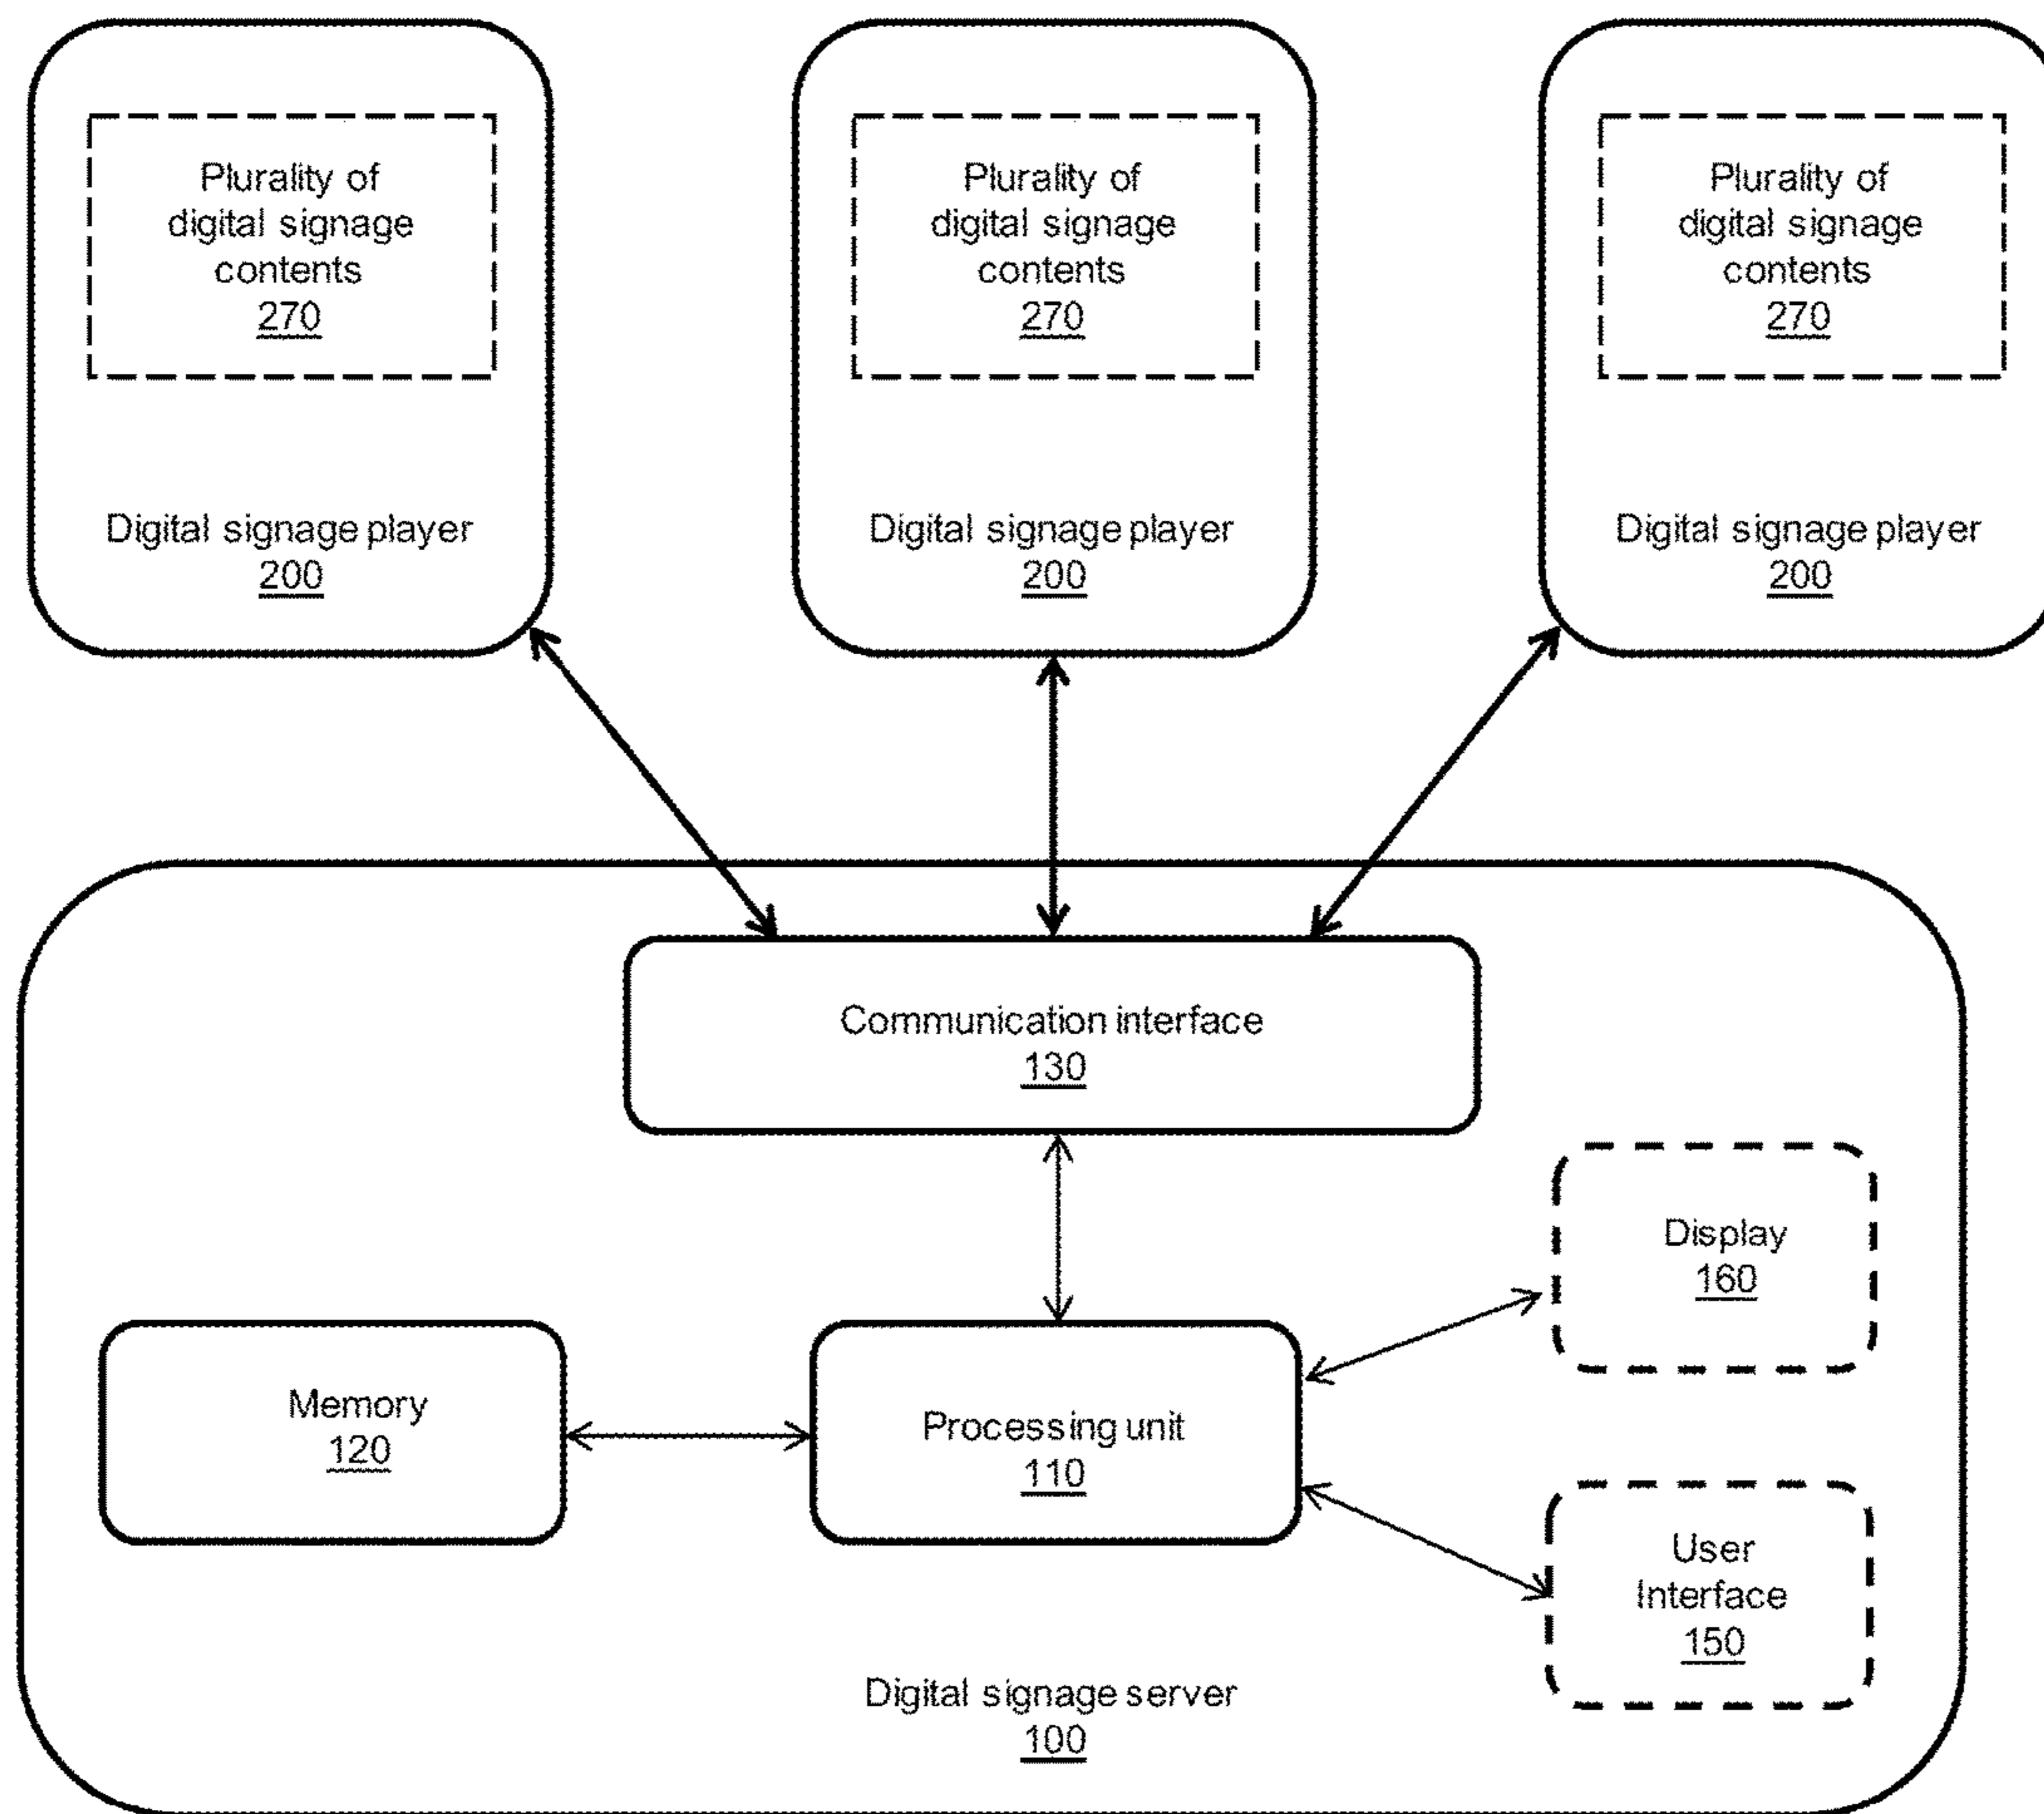 Plurality of
digital signage
contents
270
Digital signage player
200
Plurality of
digital signage
contents
270
Digital signage player
200
Plurality of
digital signage
contents
270
Digital signage player
200
Communication interface
130
Display
160
Memory
120
Processing unit
110
User
Interface
150
Digital signage server
100